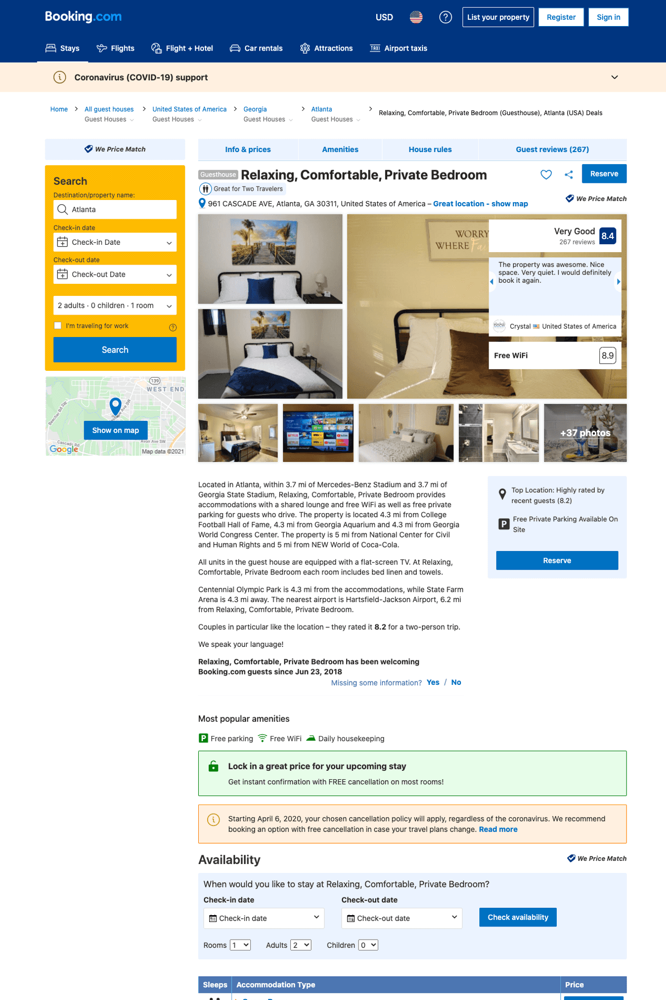 Booking.com
USD
List your property
Register
Sign in
Stays
Flights
Flight + Hotel
Car rentals
Attractions
TAXI
Airport taxis
Coronavirus (COVID-19) support
Home
All guest houses
Guest Houses
United States of America
Guest Houses
Georgia
Guest Houses
Atlanta
Guest Houses
Relaxing, Comfortable, Private Bedroom (Guesthouse), Atlanta (USA) Deals
We Price Match
Info & prices
Amenities
House rules
Guest reviews (267)
Search
Destination/property name:
Atlanta
Check-in date
Check-in Date
Check-out date
Check-out Date
2 adults · 0 children · 1 room
I'm traveling for work
Search
139
WEST END
Beecher Rd SW
Cascade Ave SW
Show on map
Avon Ave SW
Cascade Rd
Google
Map data ©2021
Guesthouse
Relaxing, Comfortable, Private Bedroom
Reserve
Great for Two Travelers
We Price Match
961 CASCADE AVE, Atlanta, GA 30311, United States of America – Great location - show map
WORRY
WHERE
Very Good
267 reviews
8.4
The property was awesome. Nice
space. Very quiet. I would definitely
book it again.
Crystal
United States of America
Free WiFi
8.9
NETFLIX
YouTube
+37 photos
Located in Atlanta, within 3.7 mi of Mercedes-Benz Stadium and 3.7 mi of
Georgia State Stadium, Relaxing, Comfortable, Private Bedroom provides
accommodations with a shared lounge and free WiFi as well as free private
parking for guests who drive. The property is located 4.3 mi from College
Football Hall of Fame, 4.3 mi from Georgia Aquarium and 4.3 mi from Georgia
World Congress Center. The property is 5 mi from National Center for Civil
and Human Rights and 5 mi from NEW World of Coca-Cola.
All units in the guest house are equipped with a flat-screen TV. At Relaxing,
Comfortable, Private Bedroom each room includes bed linen and towels.
Centennial Olympic Park is 4.3 mi from the accommodations, while State Farm
Arena is 4.3 mi away. The nearest airport is Hartsfield-Jackson Airport, 6.2 mi
from Relaxing, Comfortable, Private Bedroom.
Couples in particular like the location – they rated it 8.2 for a two-person trip.
We speak your language!
Relaxing, Comfortable, Private Bedroom has been welcoming
Booking.com guests since Jun 23, 2018
Missing some information? Yes / No
Top Location: Highly rated by
recent guests (8.2)
P
Free Private Parking Available On
Site
Reserve
Most popular amenities
P Free parking
Free WiFi
Daily housekeeping
Lock in a great price for your upcoming stay
Get instant confirmation with FREE cancellation on most rooms!
Starting April 6, 2020, your chosen cancellation policy will apply, regardless of the coronavirus. We recommend
booking an option with free cancellation in case your travel plans change. Read more
Availability
We Price Match
When would you like to stay at Relaxing, Comfortable, Private Bedroom?
Check-in date
Check-out date
Check-in date
Check-out date
Check availability
Rooms 1
Adults 2
Children 0
Sleeps
Accommodation Type
Price